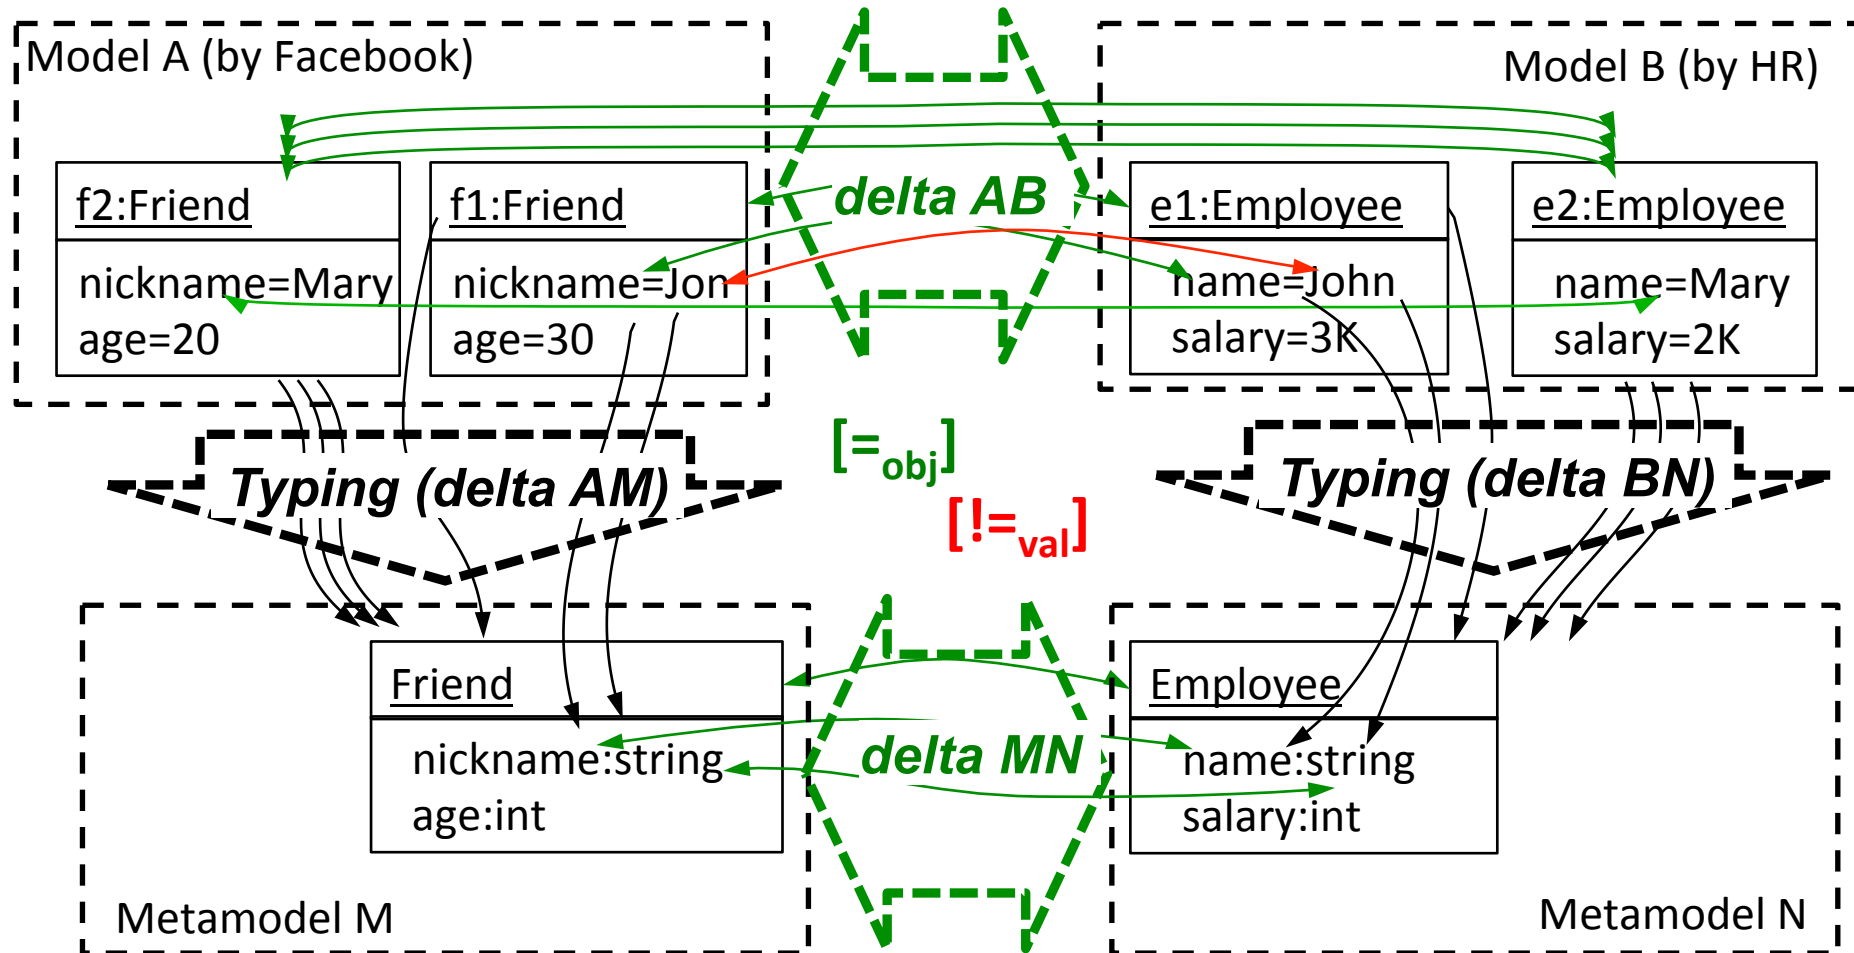 Model A (by Facebook)
Model B (by HR)
f2:Friend
nickname=Mary
age=20
f1:Friend
nickname=Jon
age=30
delta AB
e1:Employee
name=John
salary=3K
e2:Employee
name=Mary
salary=2K
[=obj]
[!=val]
Typing (delta AM)
Typing (delta BN)
Friend
nickname:string
age:int
delta MN
Employee
name:string
salary:int
Metamodel M
Metamodel N